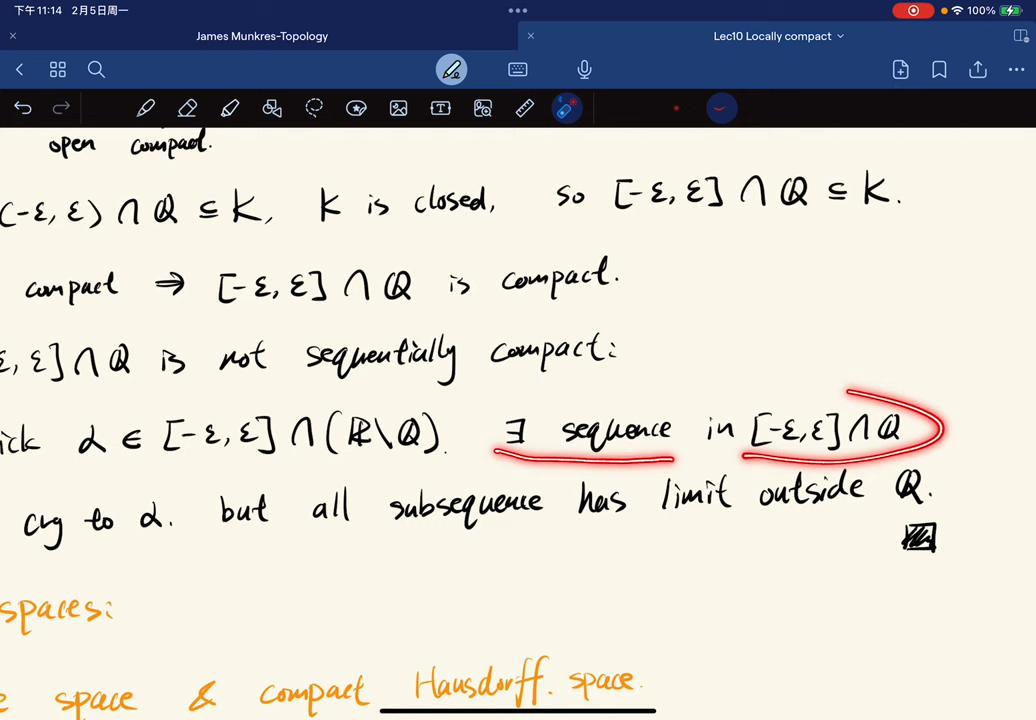 下午11:14 2月5日周一
100%
James Munkres-Topology
Lec10 Locally compact
open compact.
(-ε, ε) ∩ Q ⊆ K, K is closed, so [-ε, ε] ∩ Q ⊆ K.
compact ⇒ [-ε, ε] ∩ Q is compact.
ε, ε] ∩ Q is not sequentially compact:
ick α ∈ [-ε, ε] ∩ (R\Q). ∃ sequence in [-ε, ε] ∩ Q
cvg to α. but all subsequence has limit outside Q.
spaces:
e space & compact Hausdorff. space.